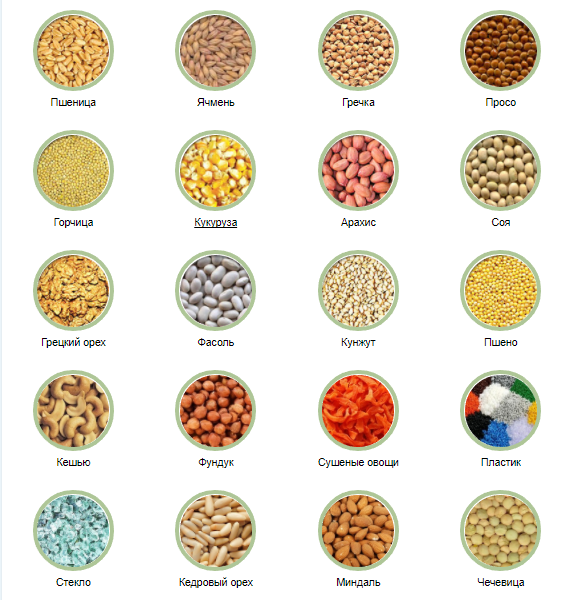 Пшеница
Ячмень
Гречка
Просо
Горчица
Кукуруза
Арахис
Соя
Грецкий орех
Фасоль
Кунжут
Пшено
Кешью
Фундук
Сушеные овощи
Пластик
Стекло
Кедровый орех
Миндаль
Чечевица